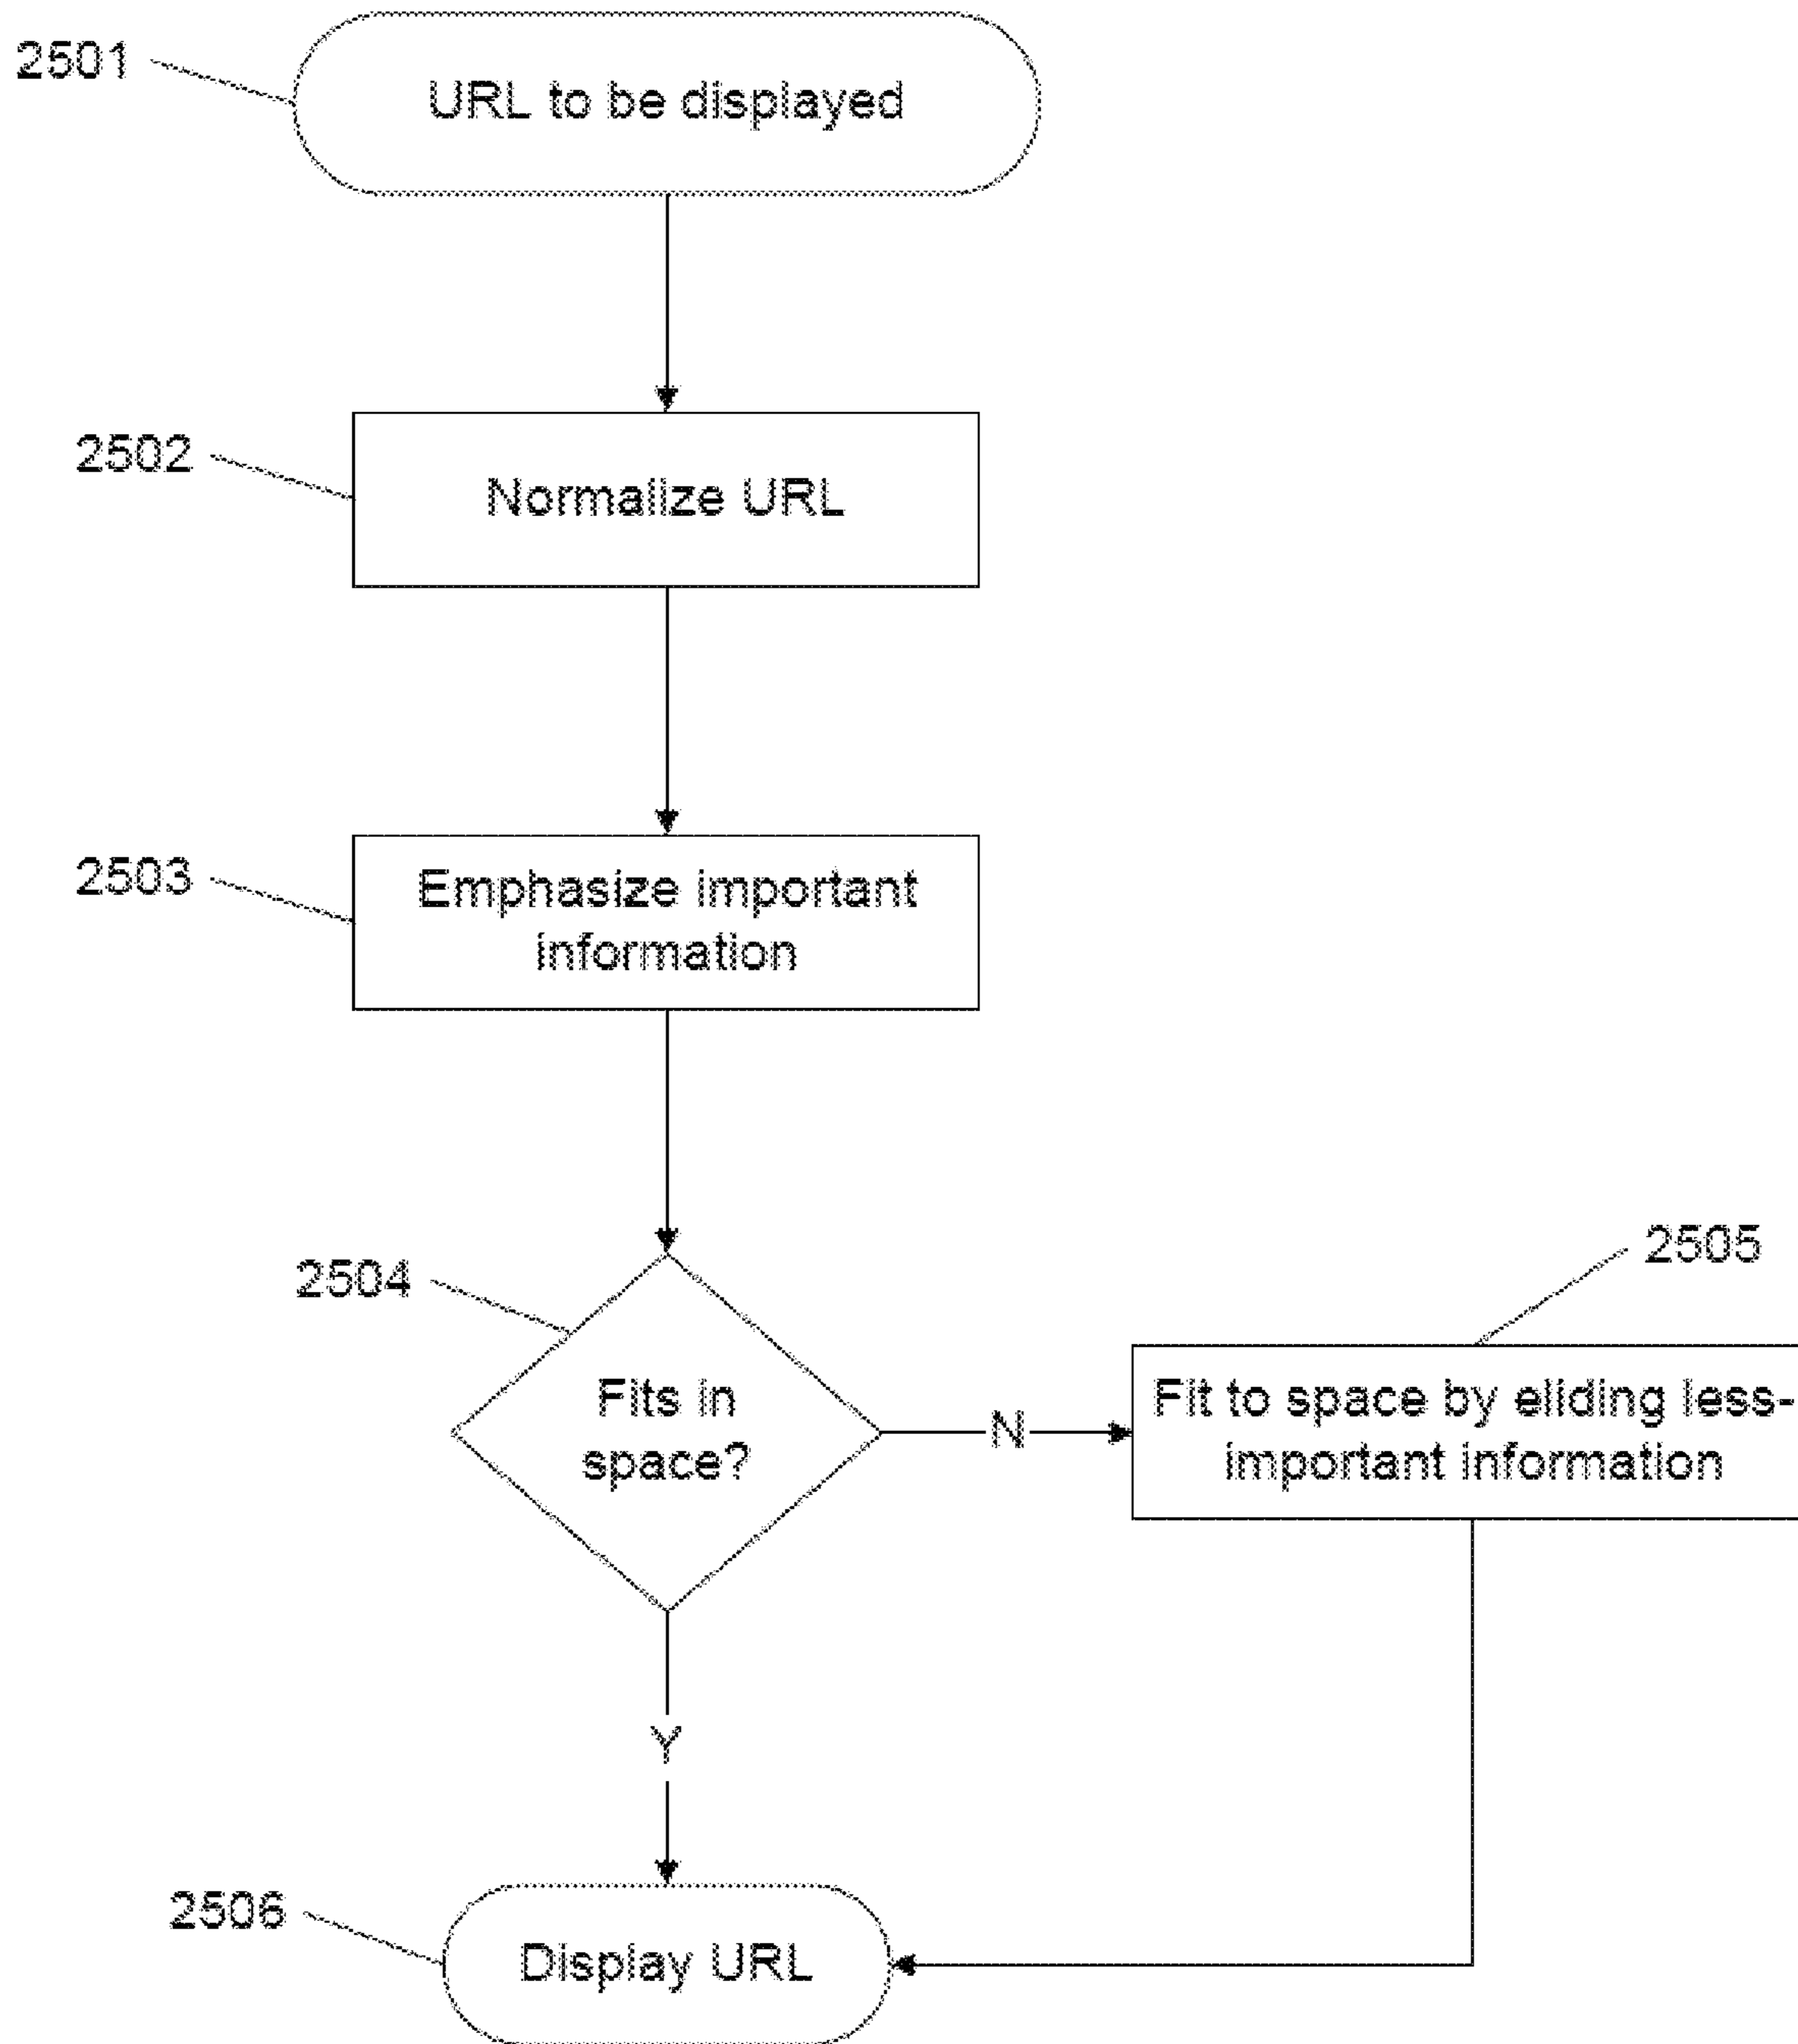 2501
URL to be displayed
2502
Normalize URL
2503
Emphasize important
information
2504
Fits in
space?
N
2505
Fit to space by eliding less-
important information
Y
2506
Display URL